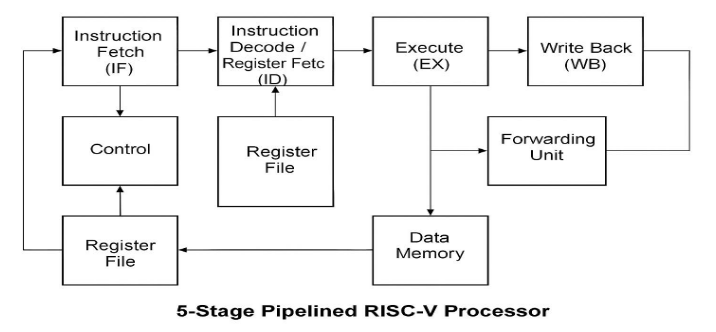 Instruction
Fetch
(IF)
Instruction
Decode /
Register Fetc
(ID)
Execute
(EX)
Write Back
(WB)
Control
Register
File
Forwarding
Unit
Register
File
Data
Memory
5-Stage Pipelined RISC-V Processor